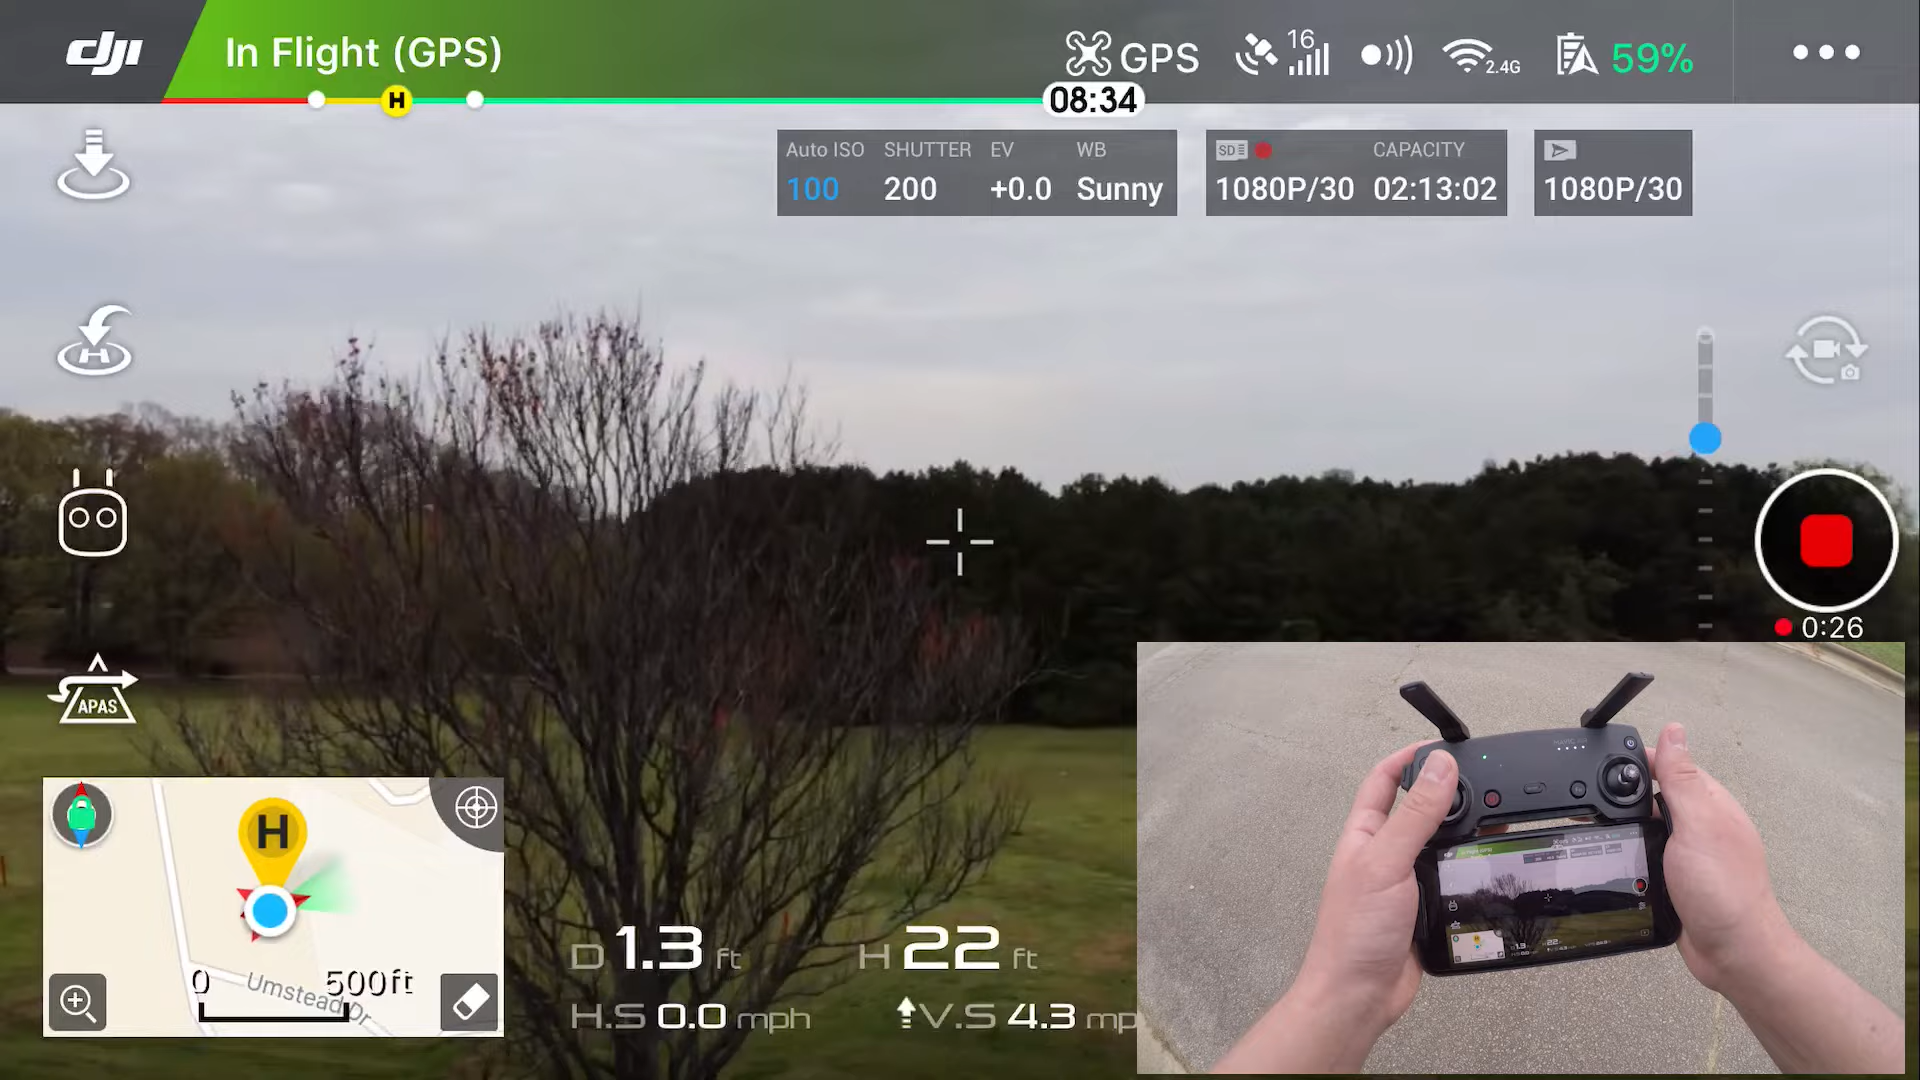 dji
In Flight (GPS)
GPS
16
2.4G
59%
H
08:34
Auto ISO SHUTTER EV WB
100 200 +0.0 Sunny
SD CAPACITY
1080P/30 02:13:02
1080P/30
H
APAS
0:26
H
0 500ft
Umstead Dr
D 1.3 ft
H 22 ft
H.S 0.0 mph
V.S 4.3 mp